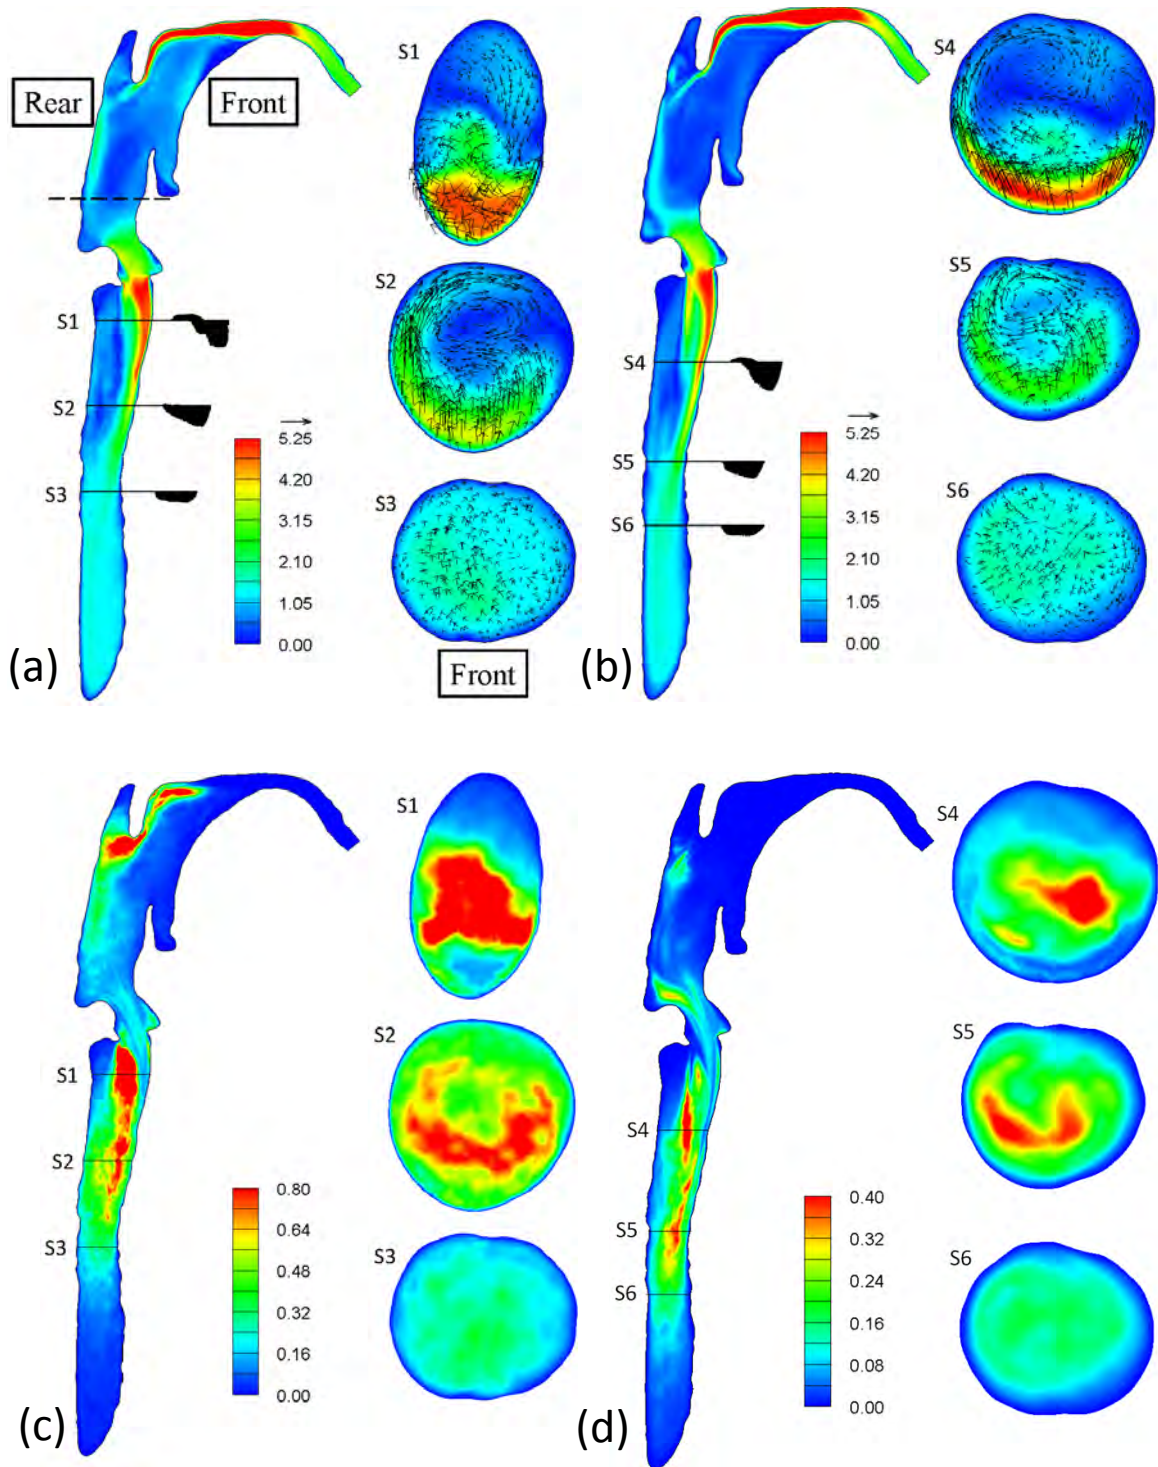 Rear
Front
S1
S2
S3
5.25
4.20
3.15
2.10
1.05
0.00
S1
S2
S3
Front
(a)
S4
S5
S6
5.25
4.20
3.15
2.10
1.05
0.00
S4
S5
S6
(b)
S1
S2
S3
0.80
0.64
0.48
0.32
0.16
0.00
S1
S2
S3
(c)
S4
S5
S6
0.40
0.32
0.24
0.16
0.08
0.00
S4
S5
S6
(d)